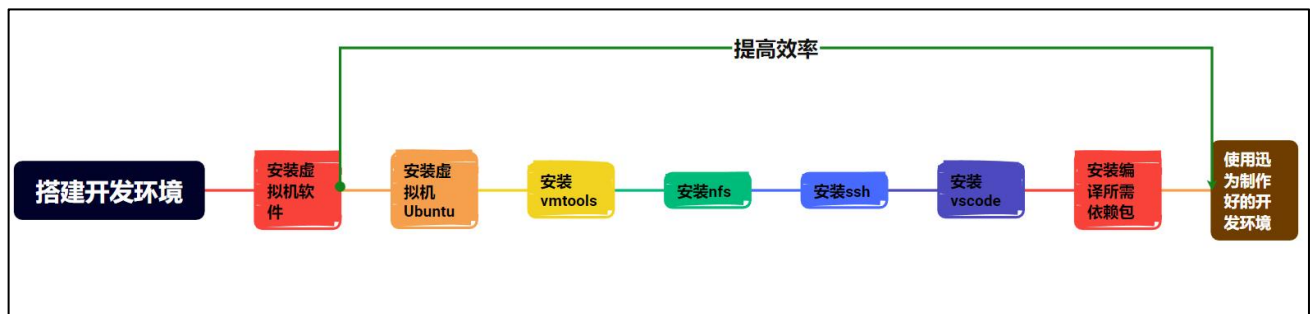 提高效率
搭建开发环境
安装虚
拟机软
件
安装虚
拟机
Ubuntu
安装
vmtools
安装nfs
安装ssh
安装
vscode
安装编
译所需
依赖包
使用迅
为制作
好的开
发环境